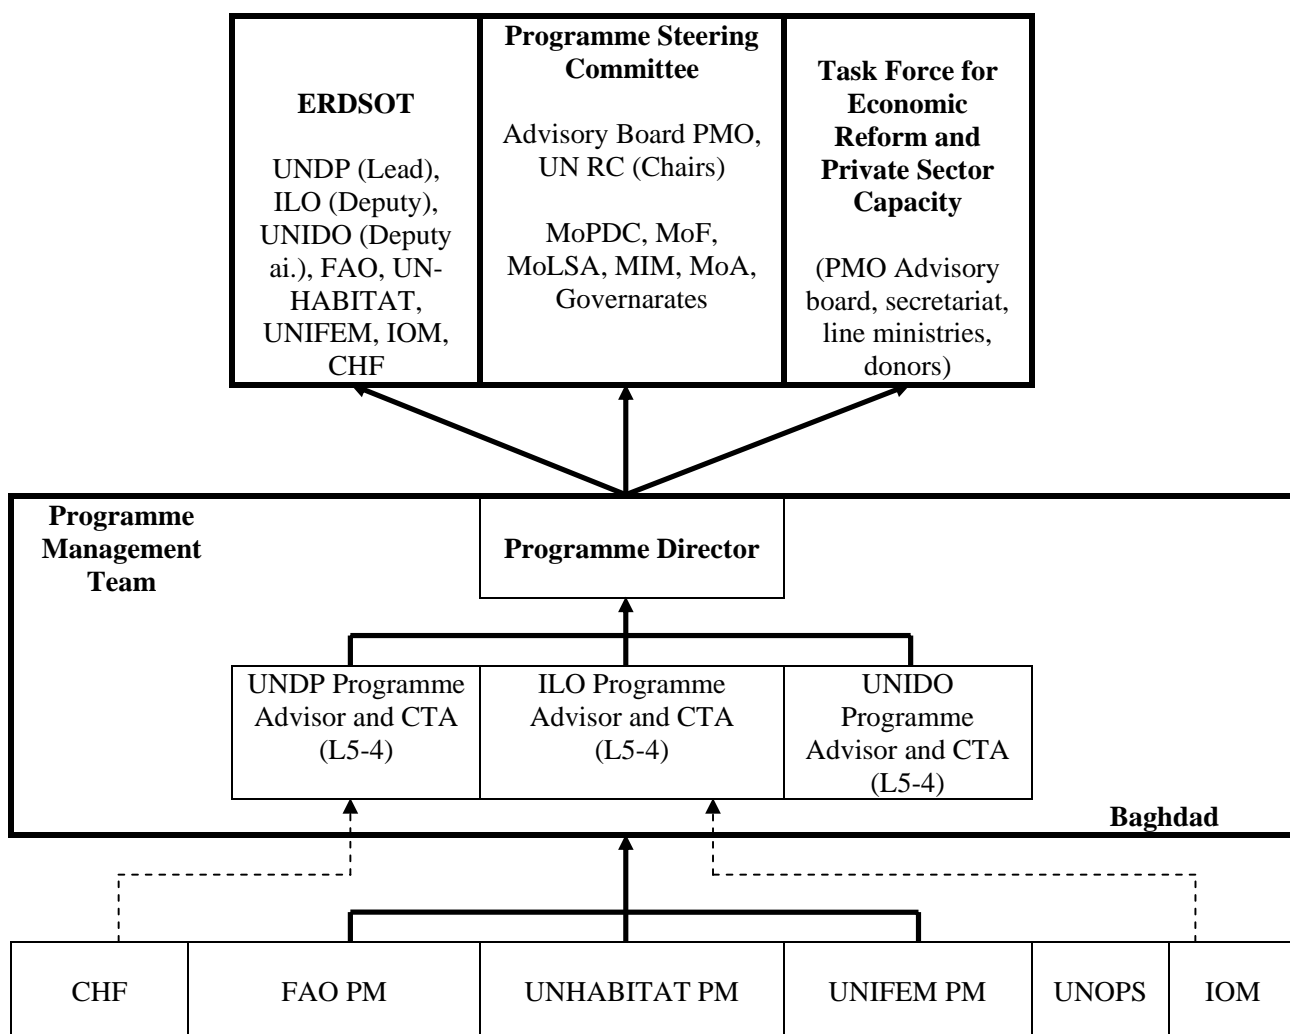 ERDSOT
UNDP (Lead),
ILO (Deputy),
UNIDO (Deputy
ai.), FAO, UN-
HABITAT,
UNIFEM, IOM,
CHF
Programme Steering
Committee
Advisory Board PMO,
UN RC (Chairs)
MoPDC, MoF,
MoLSA, MIM, MoA,
Governarates
Task Force for
Economic
Reform and
Private Sector
Capacity
(PMO Advisory
board, secretariat,
line ministries,
donors)
Programme
Management
Team
Programme Director
UNDP Programme
Advisor and CTA
(L5-4)
ILO Programme
Advisor and CTA
(L5-4)
UNIDO
Programme
Advisor and CTA
(L5-4)
Baghdad
CHF
FAO PM
UNHABITAT PM
UNIFEM PM
UNOPS
IOM